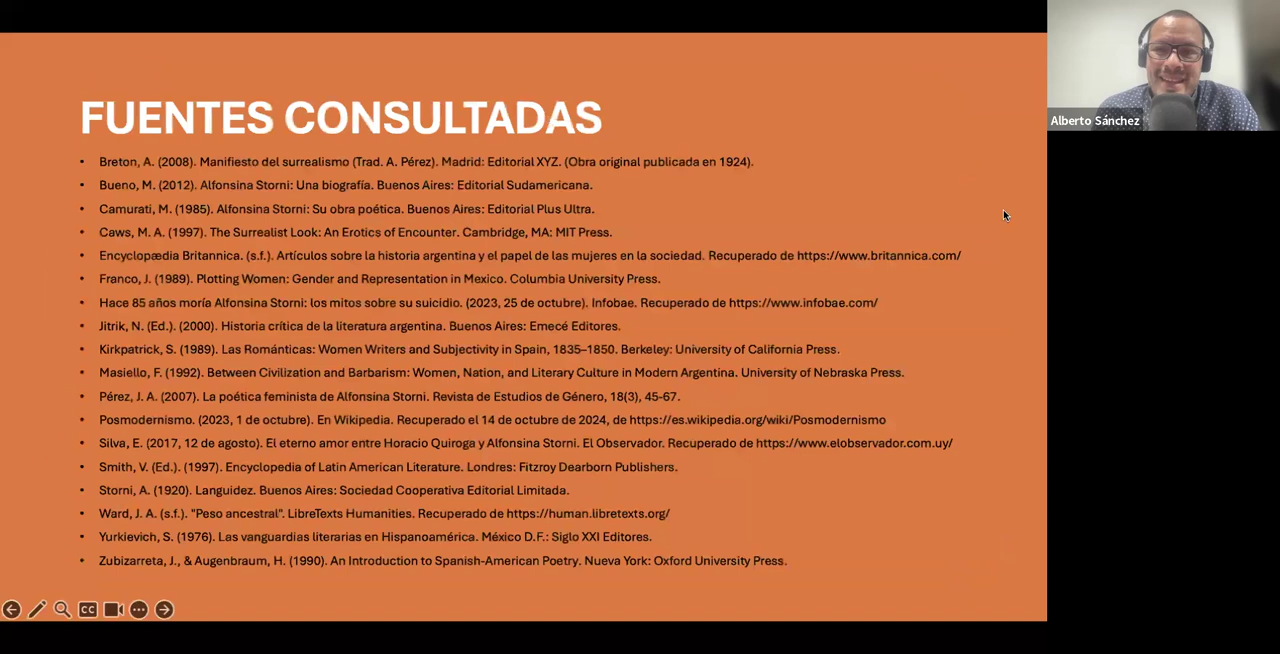 FUENTES CONSULTADAS
• Breton, A. (2008). Manifiesto del surrealismo (Trad. A. Pérez). Madrid: Editorial XYZ. (Obra original publicada en 1924).
• Bueno, M. (2012). Alfonsina Storni: Una biografía. Buenos Aires: Editorial Sudamericana.
• Camurati, M. (1985). Alfonsina Storni: Su obra poética. Buenos Aires: Editorial Plus Ultra.
• Caws, M. A. (1997). The Surrealist Look: An Erotics of Encounter. Cambridge, MA: MIT Press.
• Encyclopædia Britannica. (s.f.). Artículos sobre la historia argentina y el papel de las mujeres en la sociedad. Recuperado de https://www.britannica.com/
• Franco, J. (1989). Plotting Women: Gender and Representation in Mexico. Columbia University Press.
• Hace 85 años moría Alfonsina Storni: los mitos sobre su suicidio. (2023, 25 de octubre). Infobae. Recuperado de https://www.infobae.com/
• Jitrik, N. (Ed.). (2000). Historia crítica de la literatura argentina. Buenos Aires: Emecé Editores.
• Kirkpatrick, S. (1989). Las Románticas: Women Writers and Subjectivity in Spain, 1835–1850. Berkeley: University of California Press.
• Masiello, F. (1992). Between Civilization and Barbarism: Women, Nation, and Literary Culture in Modern Argentina. University of Nebraska Press.
• Pérez, J. A. (2007). La poética feminista de Alfonsina Storni. Revista de Estudios de Género, 18(3), 45-67.
• Posmodernismo. (2023, 1 de octubre). En Wikipedia. Recuperado el 14 de octubre de 2024, de https://es.wikipedia.org/wiki/Posmodernismo
• Silva, E. (2017, 12 de agosto). El eterno amor entre Horacio Quiroga y Alfonsina Storni. El Observador. Recuperado de https://www.elobservador.com.uy/
• Smith, V. (Ed.). (1997). Encyclopedia of Latin American Literature. Londres: Fitzroy Dearborn Publishers.
• Storni, A. (1920). Languidez. Buenos Aires: Sociedad Cooperativa Editorial Limitada.
• Ward, J. A. (s.f.). "Peso ancestral". LibreTexts Humanities. Recuperado de https://human.libretexts.org/
• Yurkievich, S. (1976). Las vanguardias literarias en Hispanoamérica. México D.F.: Siglo XXI Editores.
• Zubizarreta, J., & Augenbraum, H. (1990). An Introduction to Spanish-American Poetry. Nueva York: Oxford University Press.
CC
Alberto Sánchez